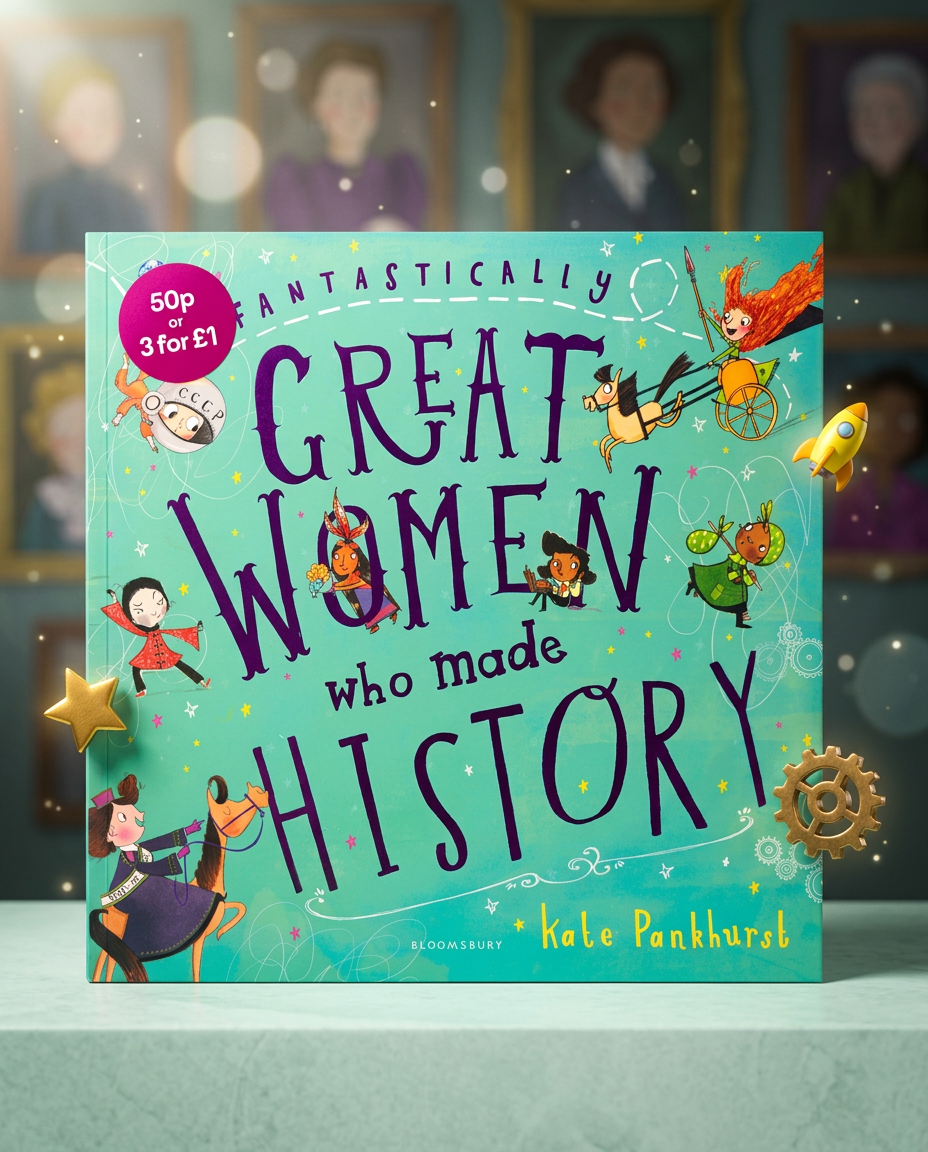 50p
or
3 for £1
FANTASTICALLY
GREAT
CCCP
WOMEN
who made
HISTORY
BLOOMSBURY
Kate Pankhurst